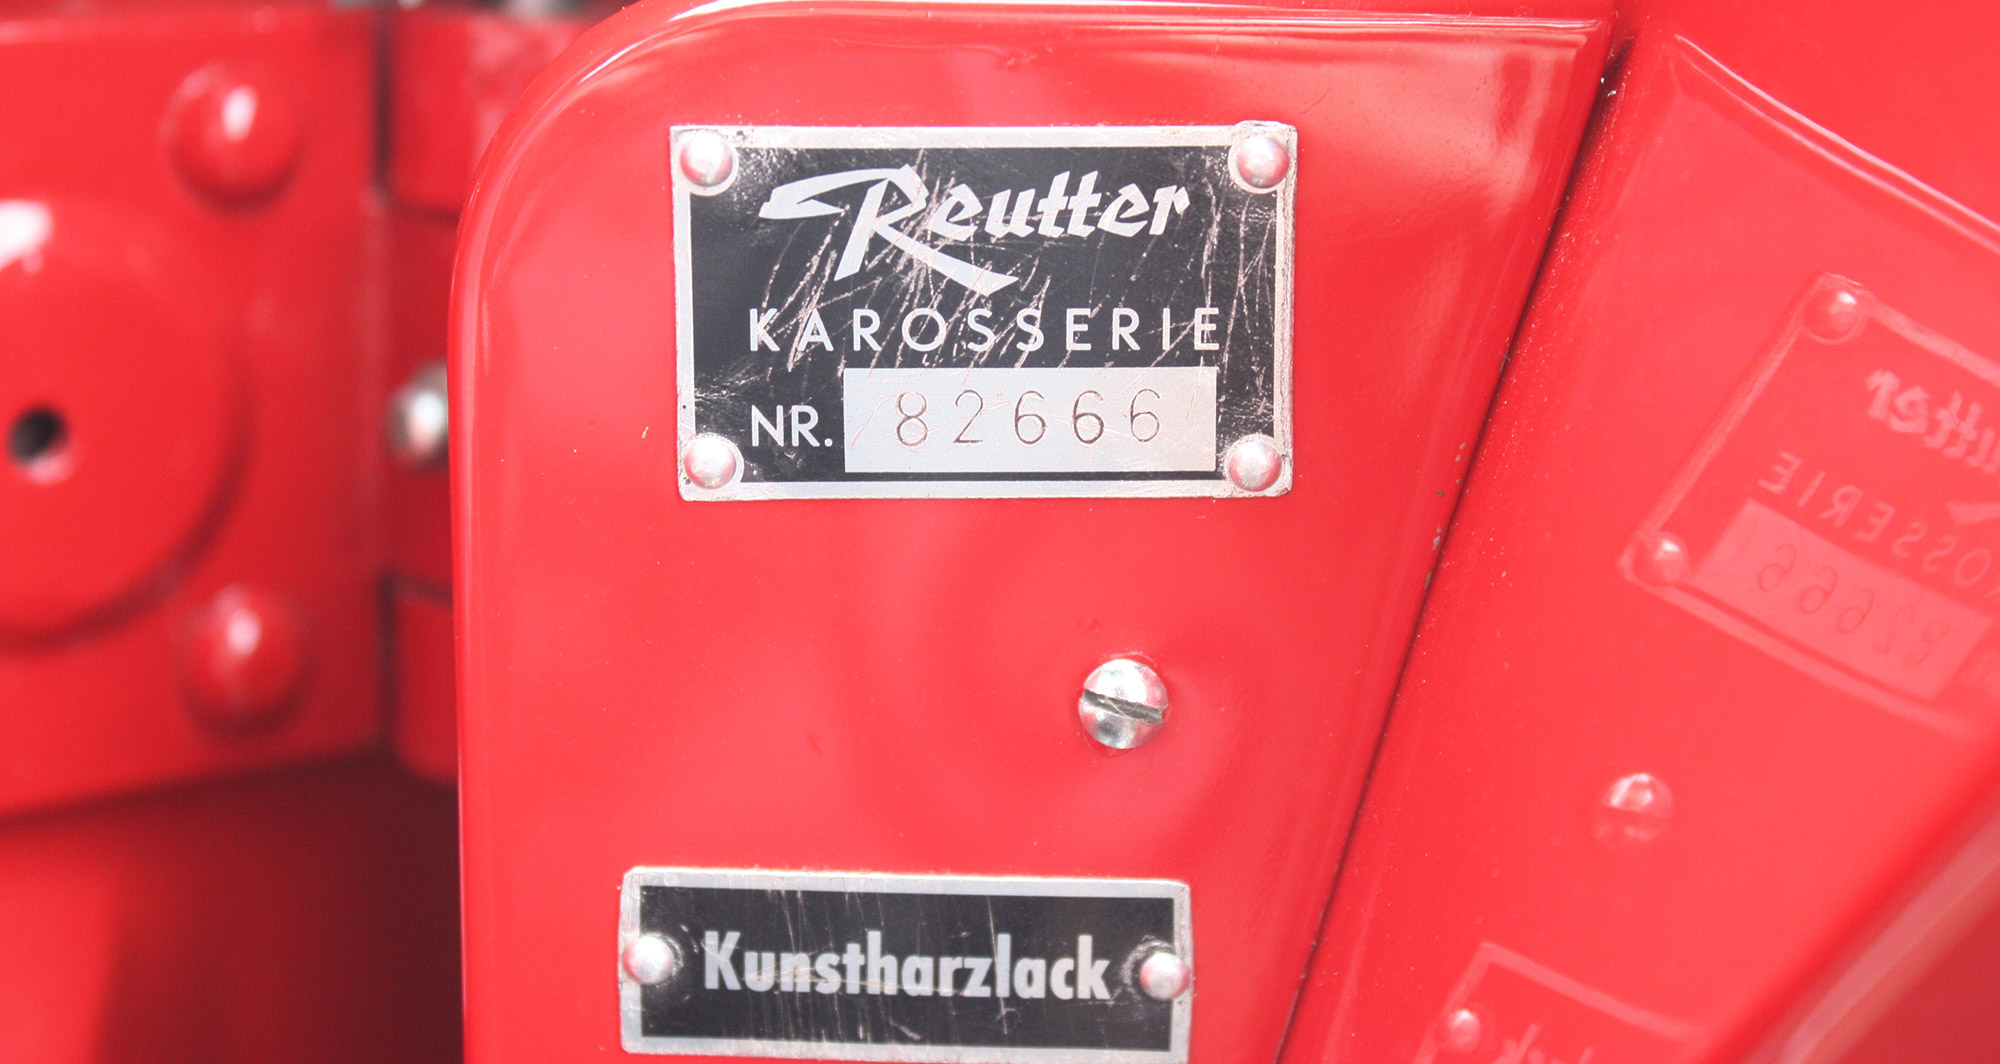 Reutter
KAROSSERIE
NR. 82666
Kunstharzlack